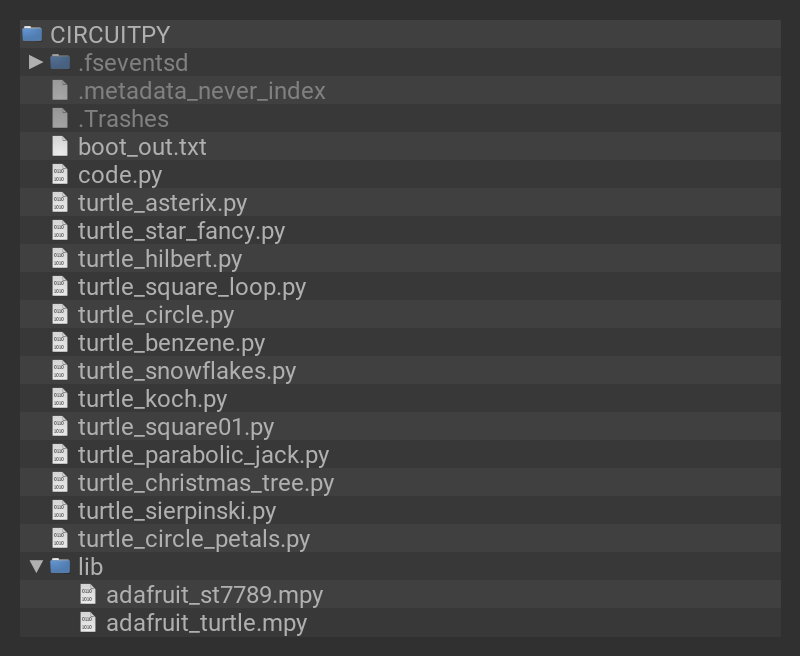 CIRCUITPY
.fseventsd
.metadata_never_index
.Trashes
boot_out.txt
code.py
turtle_asterix.py
turtle_star_fancy.py
turtle_hilbert.py
turtle_square_loop.py
turtle_circle.py
turtle_benzene.py
turtle_snowflakes.py
turtle_koch.py
turtle_square01.py
turtle_parabolic_jack.py
turtle_christmas_tree.py
turtle_sierpinski.py
turtle_circle_petals.py
lib
adafruit_st7789.mpy
adafruit_turtle.mpy